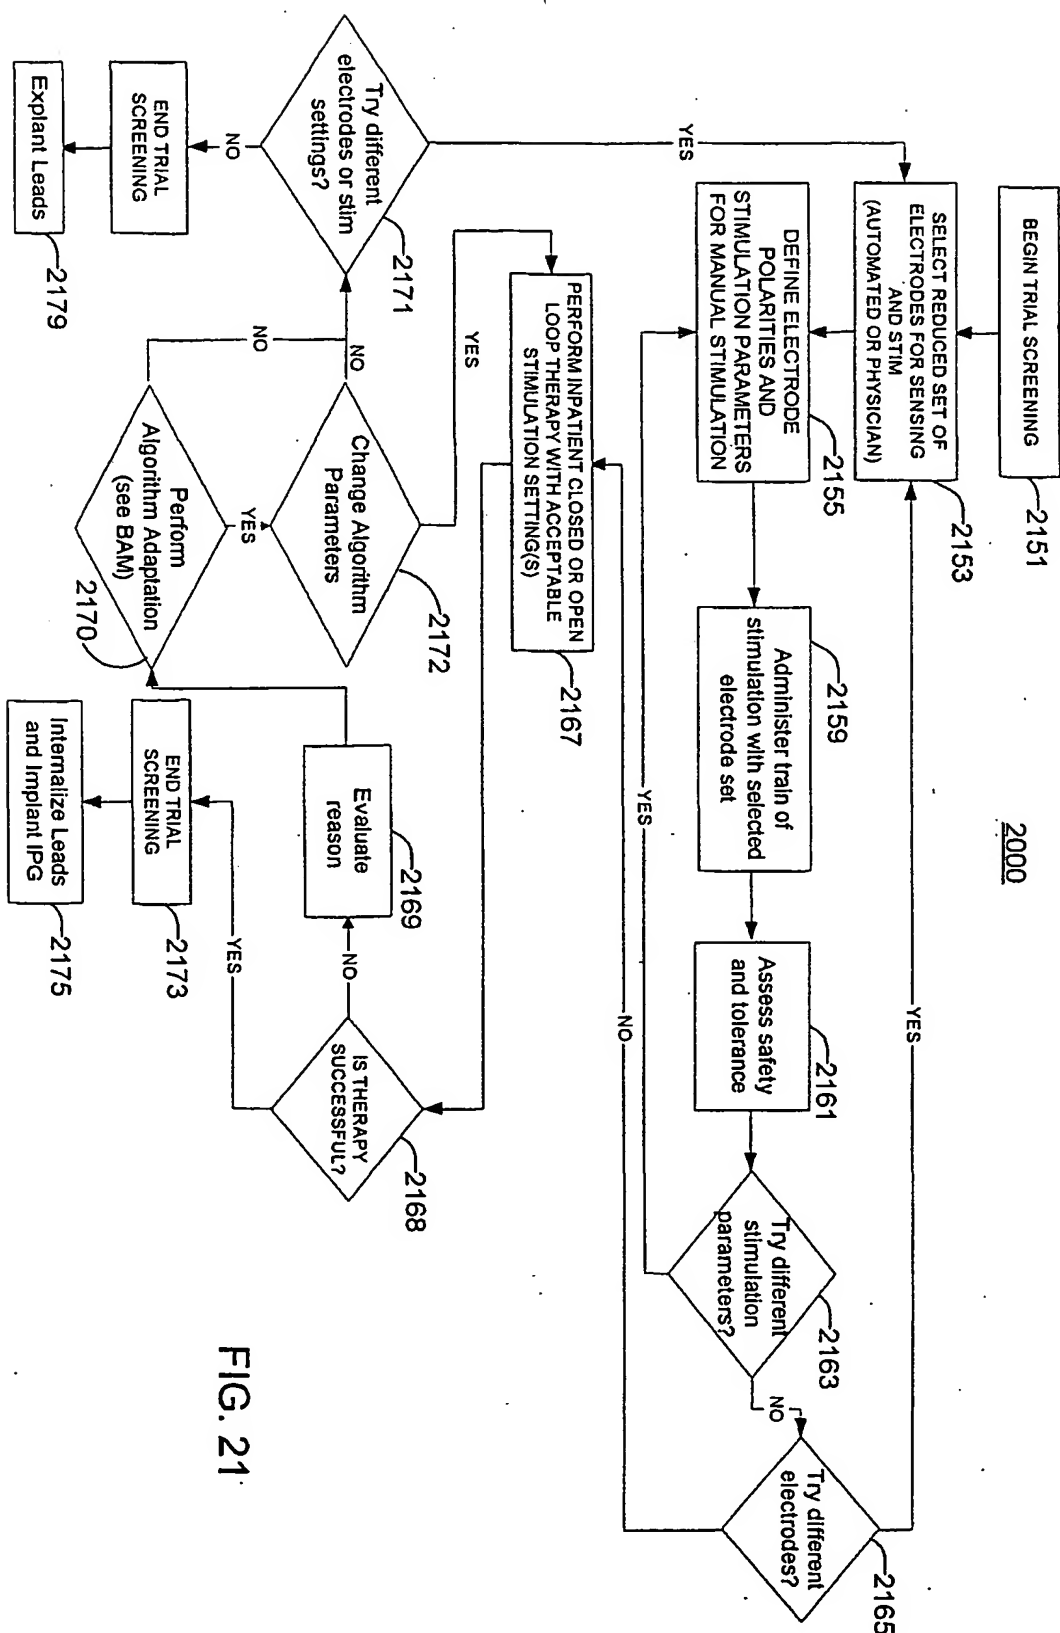 2000
BEGIN TRIAL SCREENING
2151
SELECT REDUCED SET OF
ELECTRODES FOR SENSING
AND STIM
(AUTOMATED OR PHYSICIAN)
2153
YES
YES
DEFINE ELECTRODE
POLARITIES AND
STIMULATION PARAMETERS
FOR MANUAL STIMULATION
2155
Administer train of
stimulation with selected
electrode set
2159
Assess safety
and tolerance
2161
Try different
stimulation
parameters?
2163
NO
Try different
electrodes?
2165
YES
NO
PERFORM INPATIENT CLOSED OR OPEN
LOOP THERAPY WITH ACCEPTABLE
STIMULATION SETTING(S)
2167
YES
Try different
electrodes or stim
settings?
2171
NO
Change Algorithm
Parameters
2172
NO
YES
Perform
Algorithm Adaptation
(see BAM)
2170
Evaluate
reason
2169
NO
IS THERAPY
SUCCESSFUL?
2168
NO
END TRIAL
SCREENING
Explant Leads
2179
YES
END TRIAL
SCREENING
2173
Internalize Leads
and Implant IPG
2175
FIG. 21